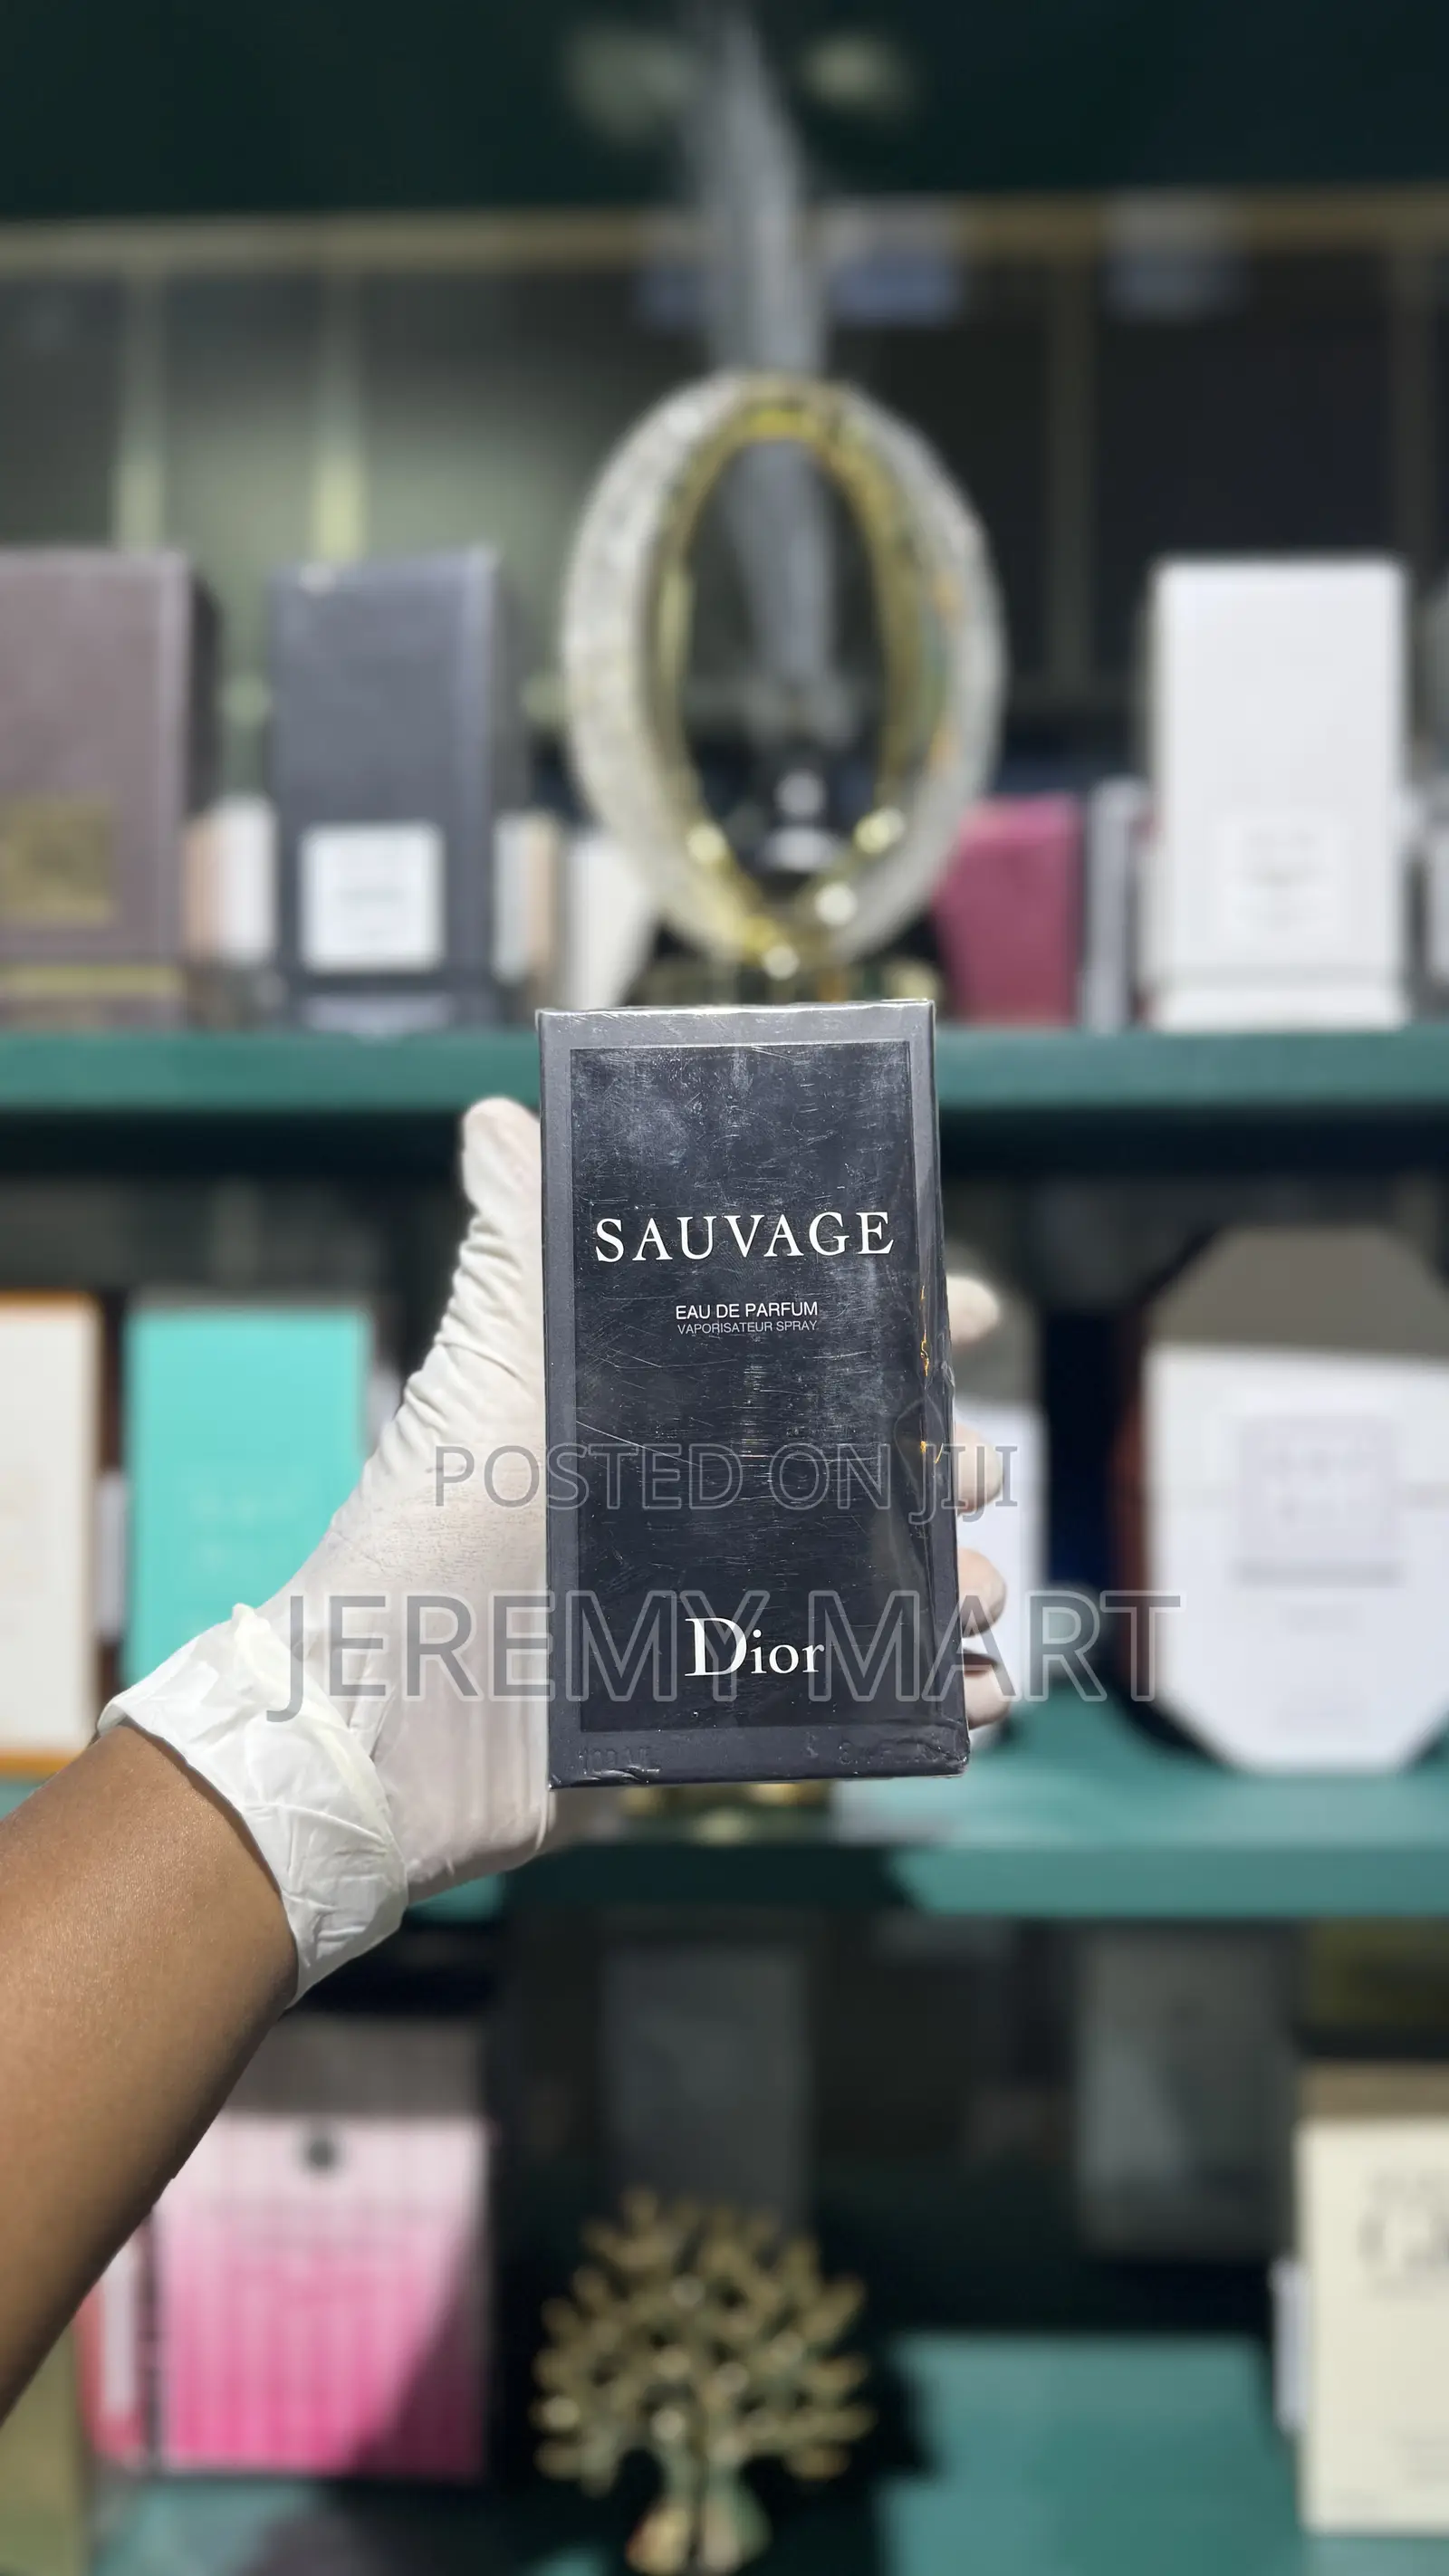 SAUVAGE
EAU DE PARFUM
VAPORISATEUR SPRAY
POSTED ON JIJI
JEREMY MART
Dior